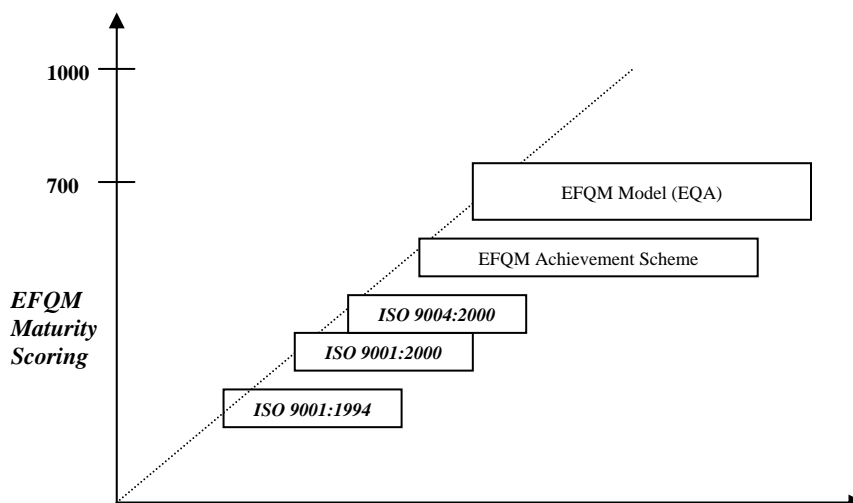 1000
700
EFQM Model (EQA)
EFQM Achievement Scheme
EFQM
Maturity
Scoring
ISO 9004:2000
ISO 9001:2000
ISO 9001:1994